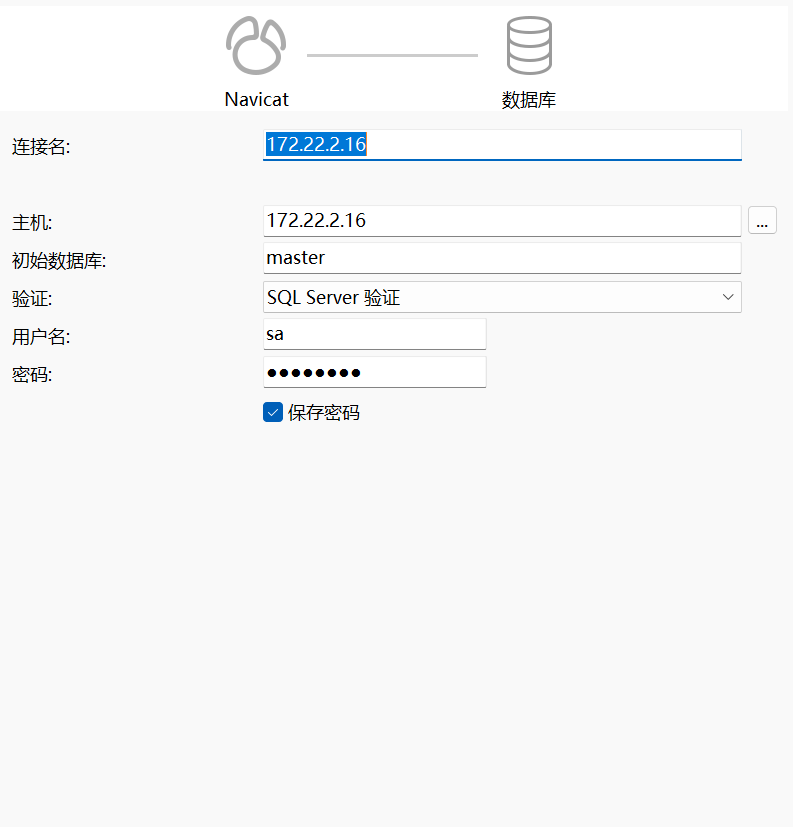 Navicat 数据库
连接名: 172.22.2.16
主机: 172.22.2.16 ...
初始数据库: master
验证: SQL Server 验证
用户名: sa
密码: ●●●●●●●●
保存密码